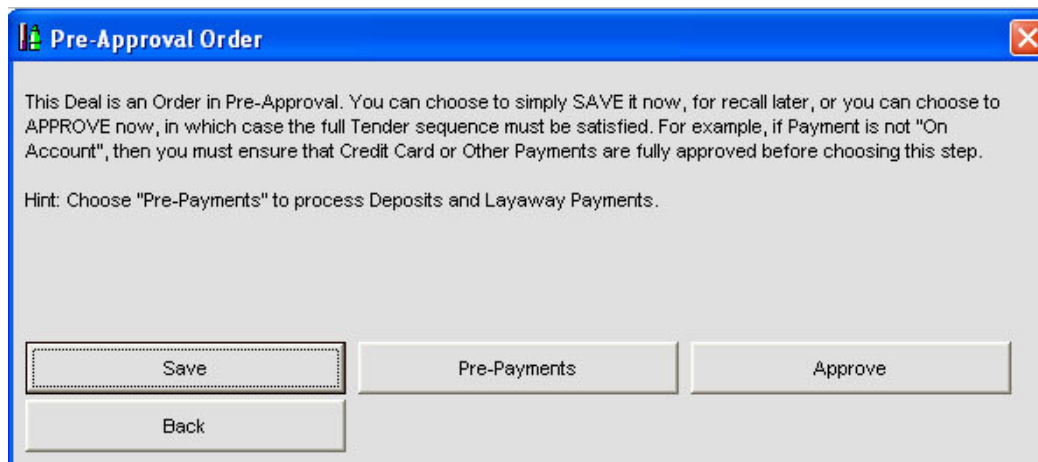 Pre-Approval Order
This Deal is an Order in Pre-Approval. You can choose to simply SAVE it now, for recall later, or you can choose to
APPROVE now, in which case the full Tender sequence must be satisfied. For example, if Payment is not "On
Account", then you must ensure that Credit Card or Other Payments are fully approved before choosing this step.
Hint: Choose "Pre-Payments" to process Deposits and Layaway Payments.
Save
Pre-Payments
Approve
Back